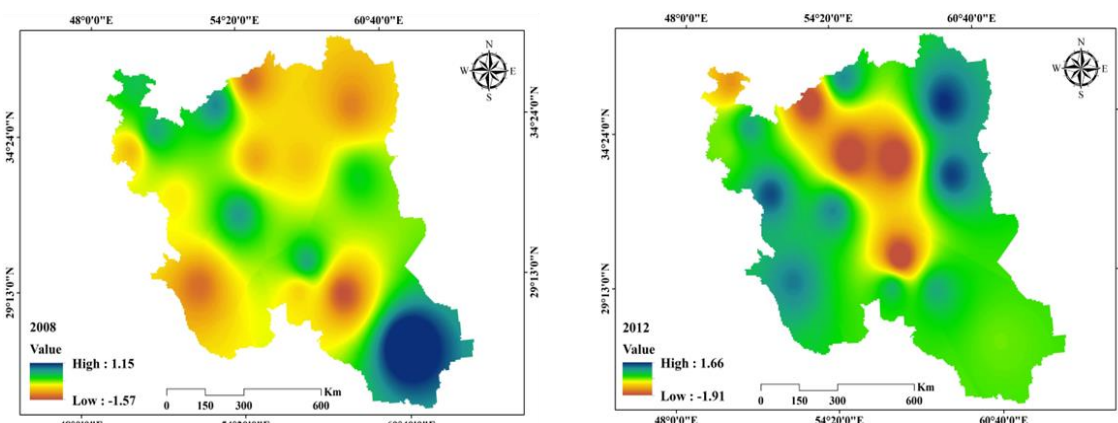 48°0'0"E 54°20'0"E 60°40'0"E
N
W E
S
34°24'0"N
34°24'0"N
29°13'0"N
29°13'0"N
2008
Value
High : 1.15
Low : -1.57
Km
0 150 300 600
48°0'0"E 54°20'0"E 60°40'0"E
N
W E
S
34°24'0"N
29°13'0"N
2012
Value
High : 1.66
Low : -1.91
Km
0 150 300 600
48°0'0"E 54°20'0"E 60°40'0"E